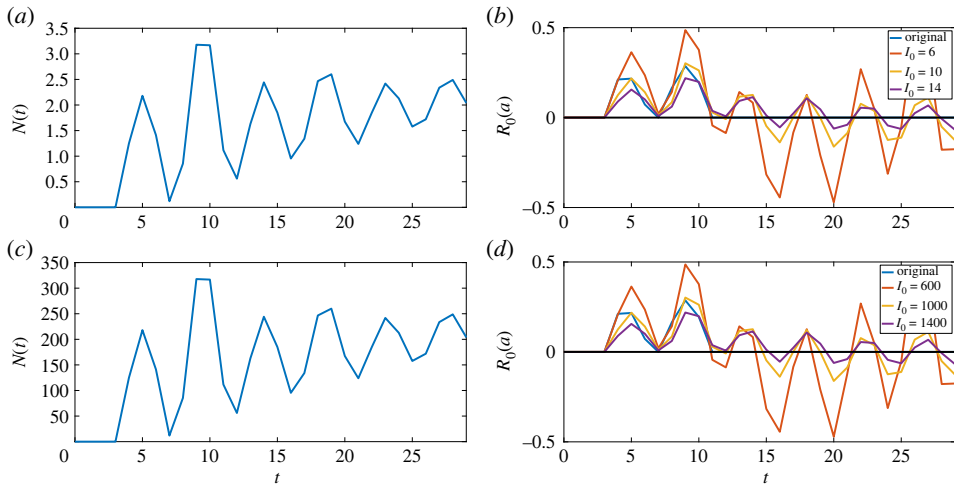 (a)
3.5
3.0
2.5
2.0
1.5
1.0
0.5
0 5 10 15 20 25
N(t)
t
(b)
0.5
0
−0.5
0 5 10 15 20 25
R0(a)
original
I0 = 6
I0 = 10
I0 = 14
(c)
350
300
250
200
150
100
50
0 5 10 15 20 25
N(t)
t
(d)
0.5
0
−0.5
0 5 10 15 20 25
R0(a)
t
original
I0 = 600
I0 = 1000
I0 = 1400